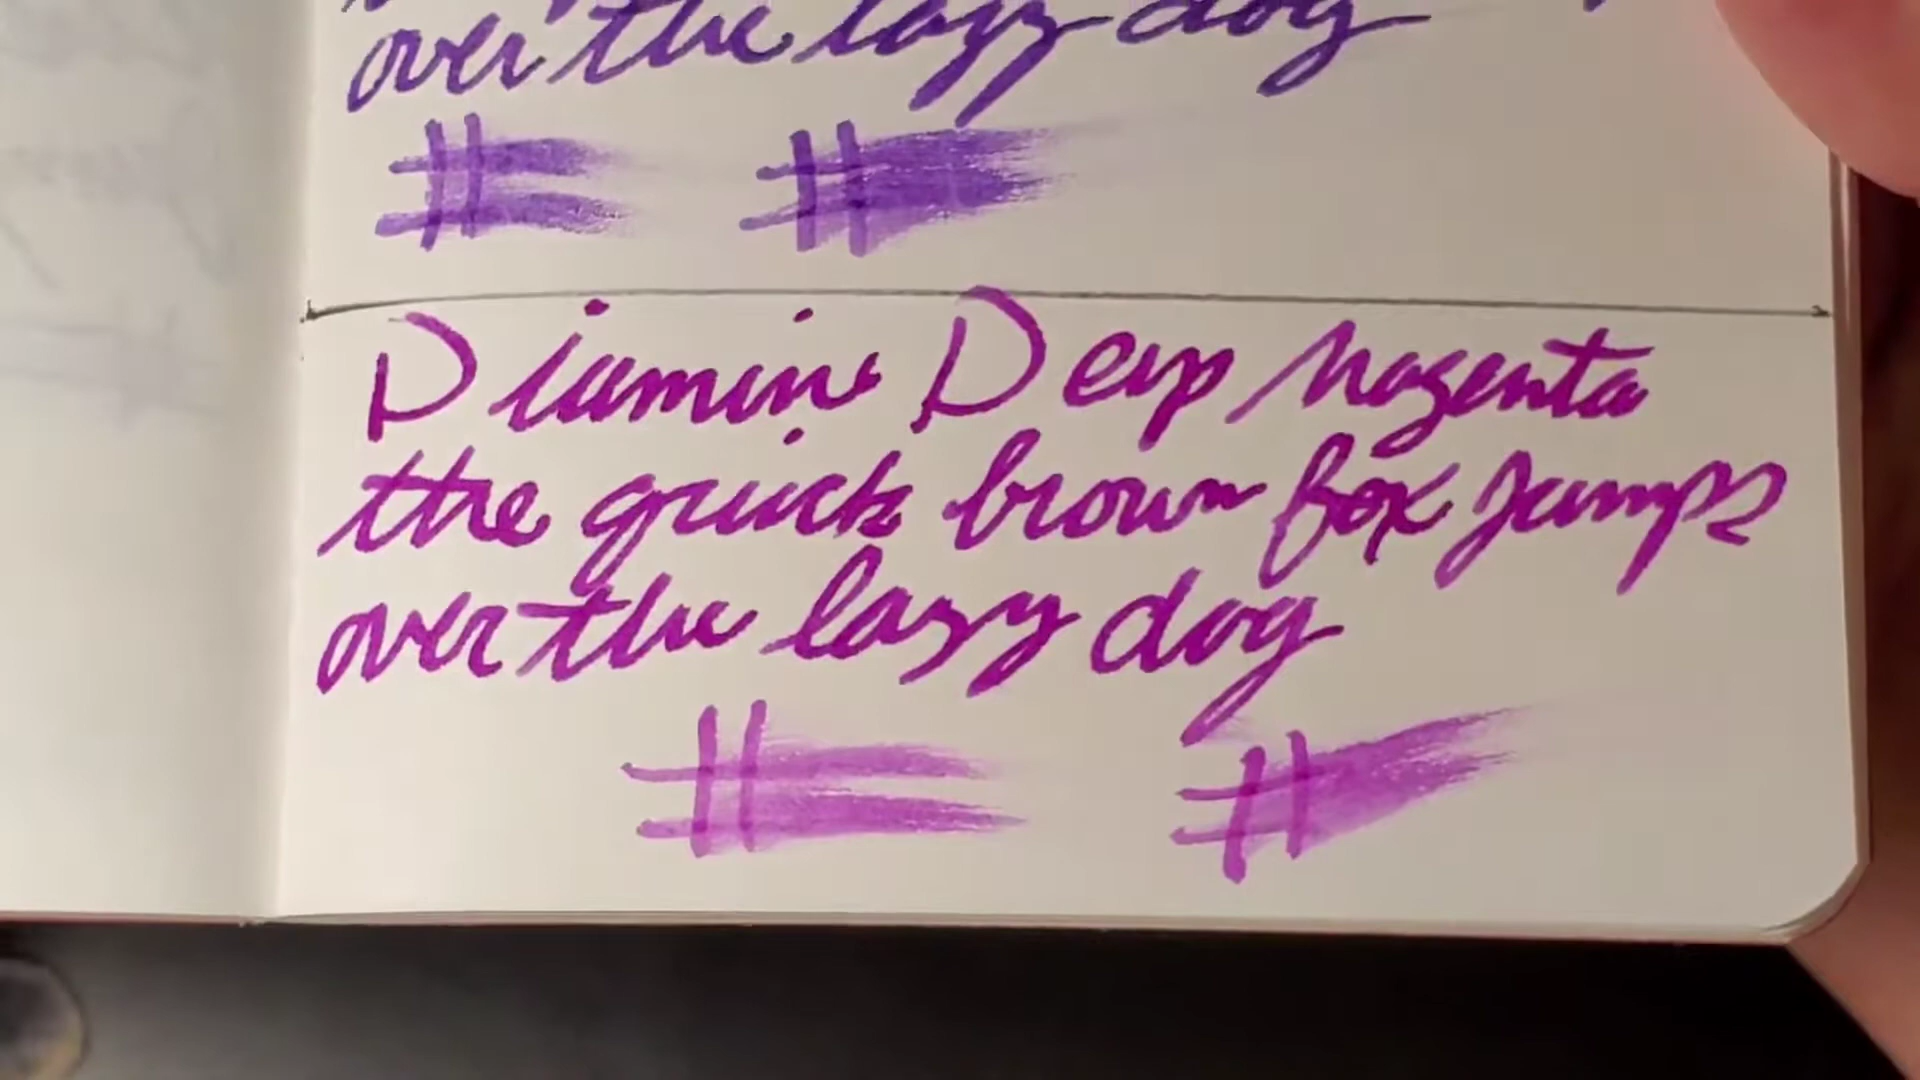 over the lazy dog
Diamine Deep Magenta
the quick brown fox jumps
over the lazy dog